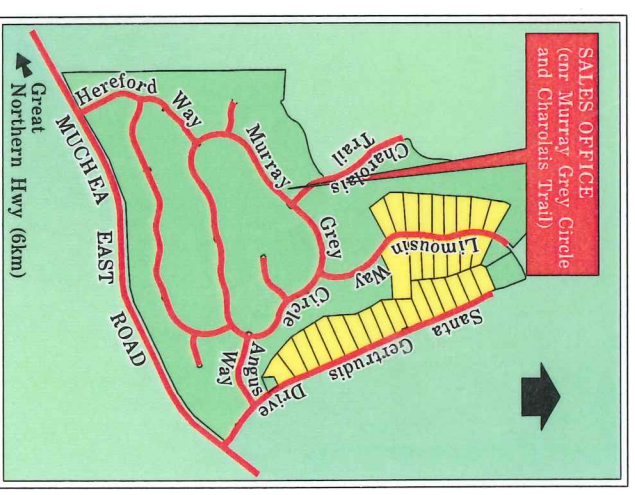 SALES OFFICE
(cnr Murray Grey Circle
and Charolais Trail)
Charolais
Trail
Hereford Way
Murray Grey Circle
Limousin
Way
Santa Gertrudis Drive
Angus
Way
MUCHEA EAST ROAD
Great
Northern Hwy (6km)